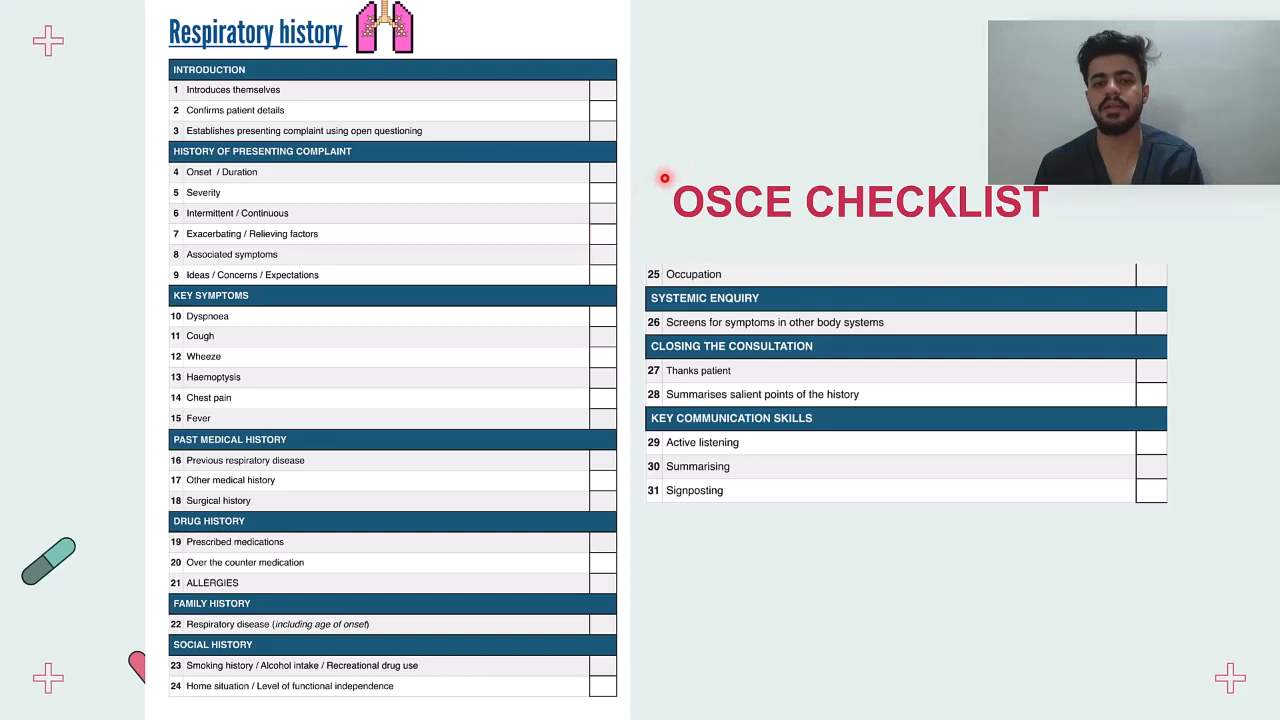 Respiratory history
INTRODUCTION
1 Introduces themselves
2 Confirms patient details
3 Establishes presenting complaint using open questioning
HISTORY OF PRESENTING COMPLAINT
4 Onset / Duration
5 Severity
6 Intermittent / Continuous
7 Exacerbating / Relieving factors
8 Associated symptoms
9 Ideas / Concerns / Expectations
KEY SYMPTOMS
10 Dyspnoea
11 Cough
12 Wheeze
13 Haemoptysis
14 Chest pain
15 Fever
PAST MEDICAL HISTORY
16 Previous respiratory disease
17 Other medical history
18 Surgical history
DRUG HISTORY
19 Prescribed medications
20 Over the counter medication
21 ALLERGIES
FAMILY HISTORY
22 Respiratory disease (including age of onset)
SOCIAL HISTORY
23 Smoking history / Alcohol intake / Recreational drug use
24 Home situation / Level of functional independence
OSCE CHECKLIST
25 Occupation
SYSTEMIC ENQUIRY
26 Screens for symptoms in other body systems
CLOSING THE CONSULTATION
27 Thanks patient
28 Summarises salient points of the history
KEY COMMUNICATION SKILLS
29 Active listening
30 Summarising
31 Signposting